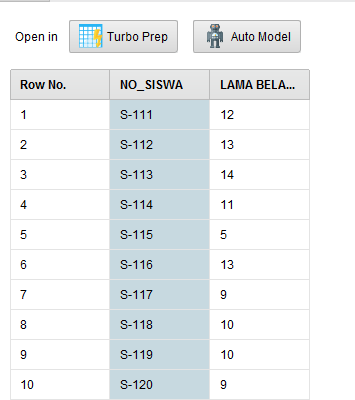 Open in Turbo Prep Auto Model
Row No. NO_SISWA LAMA BELA...
1 S-111 12
2 S-112 13
3 S-113 14
4 S-114 11
5 S-115 5
6 S-116 13
7 S-117 9
8 S-118 10
9 S-119 10
10 S-120 9